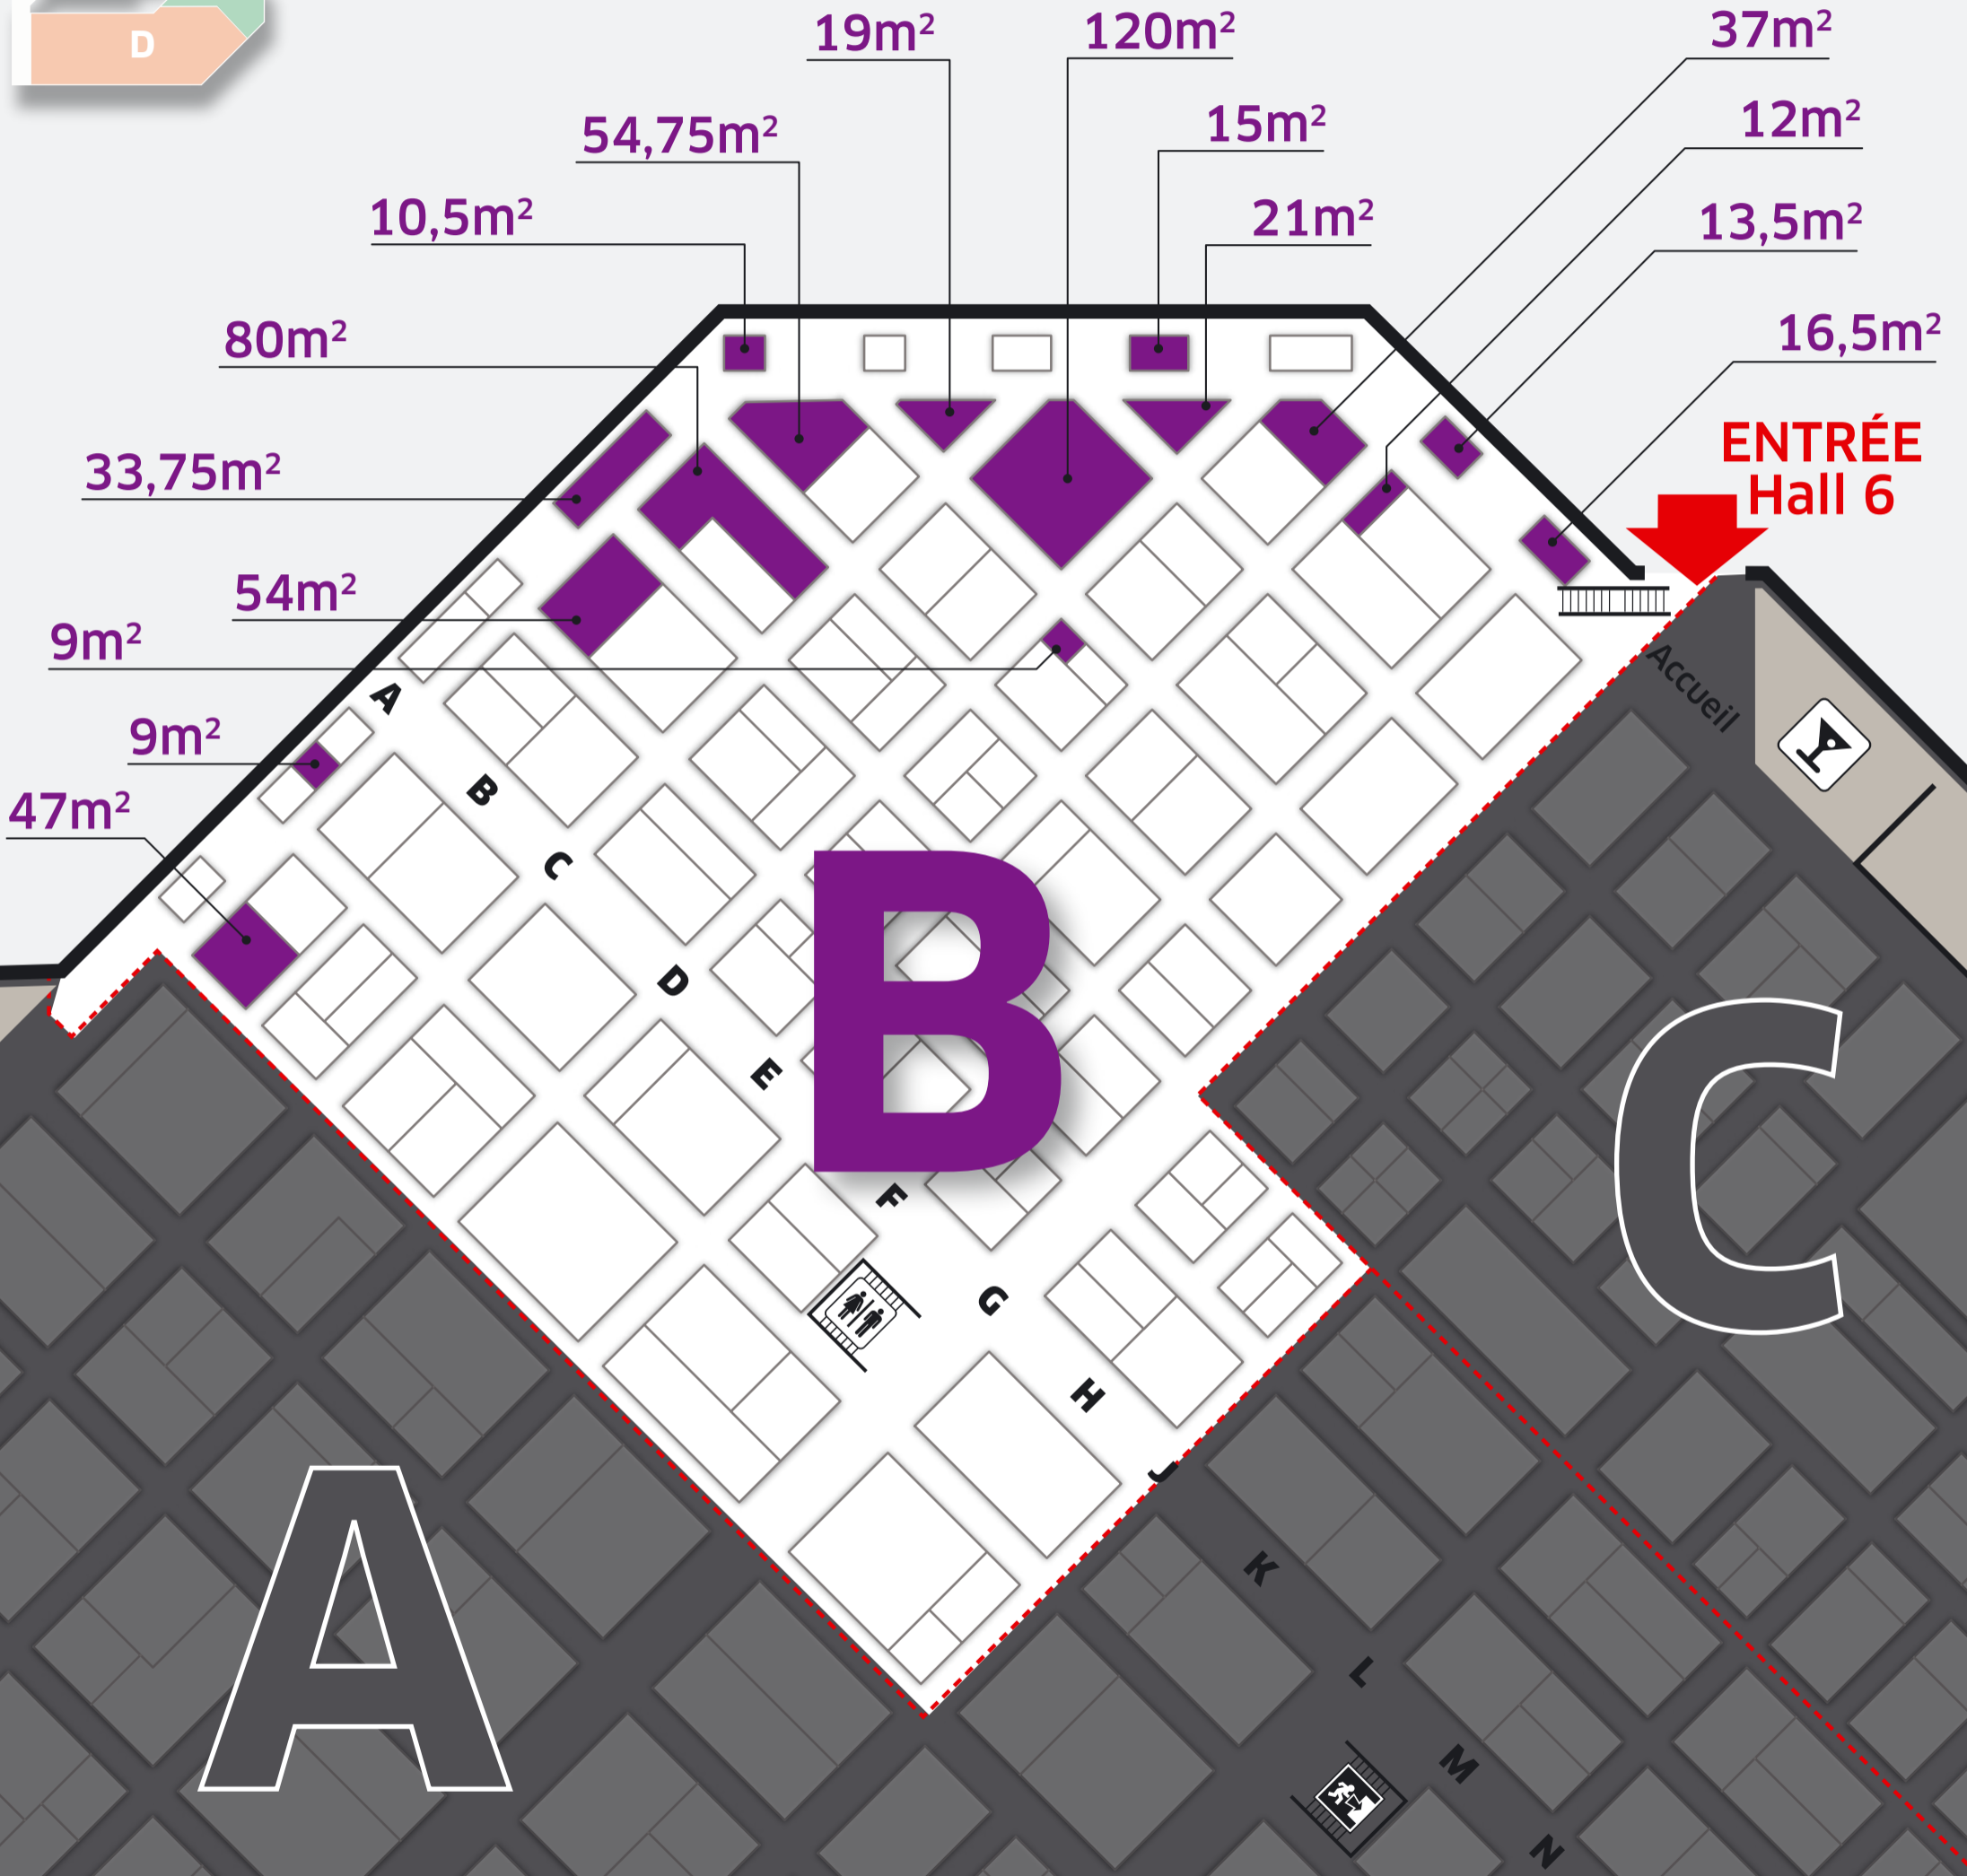 D
19m²
120m²
37m²
54,75m²
15m²
12m²
10,5m²
21m²
13,5m²
80m²
16,5m²
33,75m²
ENTRÉE
Hall 6
54m²
9m²
Accueil
A
9m²
B
47m²
C
D
B
E
C
F
G
H
J
A
K
L
M
N